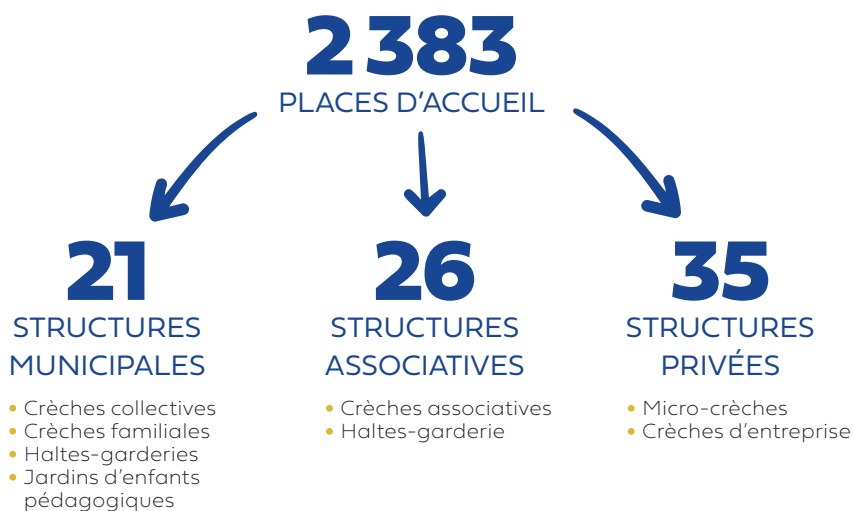 2 383
PLACES D'ACCUEIL
21
STRUCTURES
MUNICIPALES
• Crèches collectives
• Crèches familiales
• Haltes-garderies
• Jardins d'enfants
pédagogiques
26
STRUCTURES
ASSOCIATIVES
• Crèches associatives
• Haltes-garderie
35
STRUCTURES
PRIVÉES
• Micro-crèches
• Crèches d'entreprise